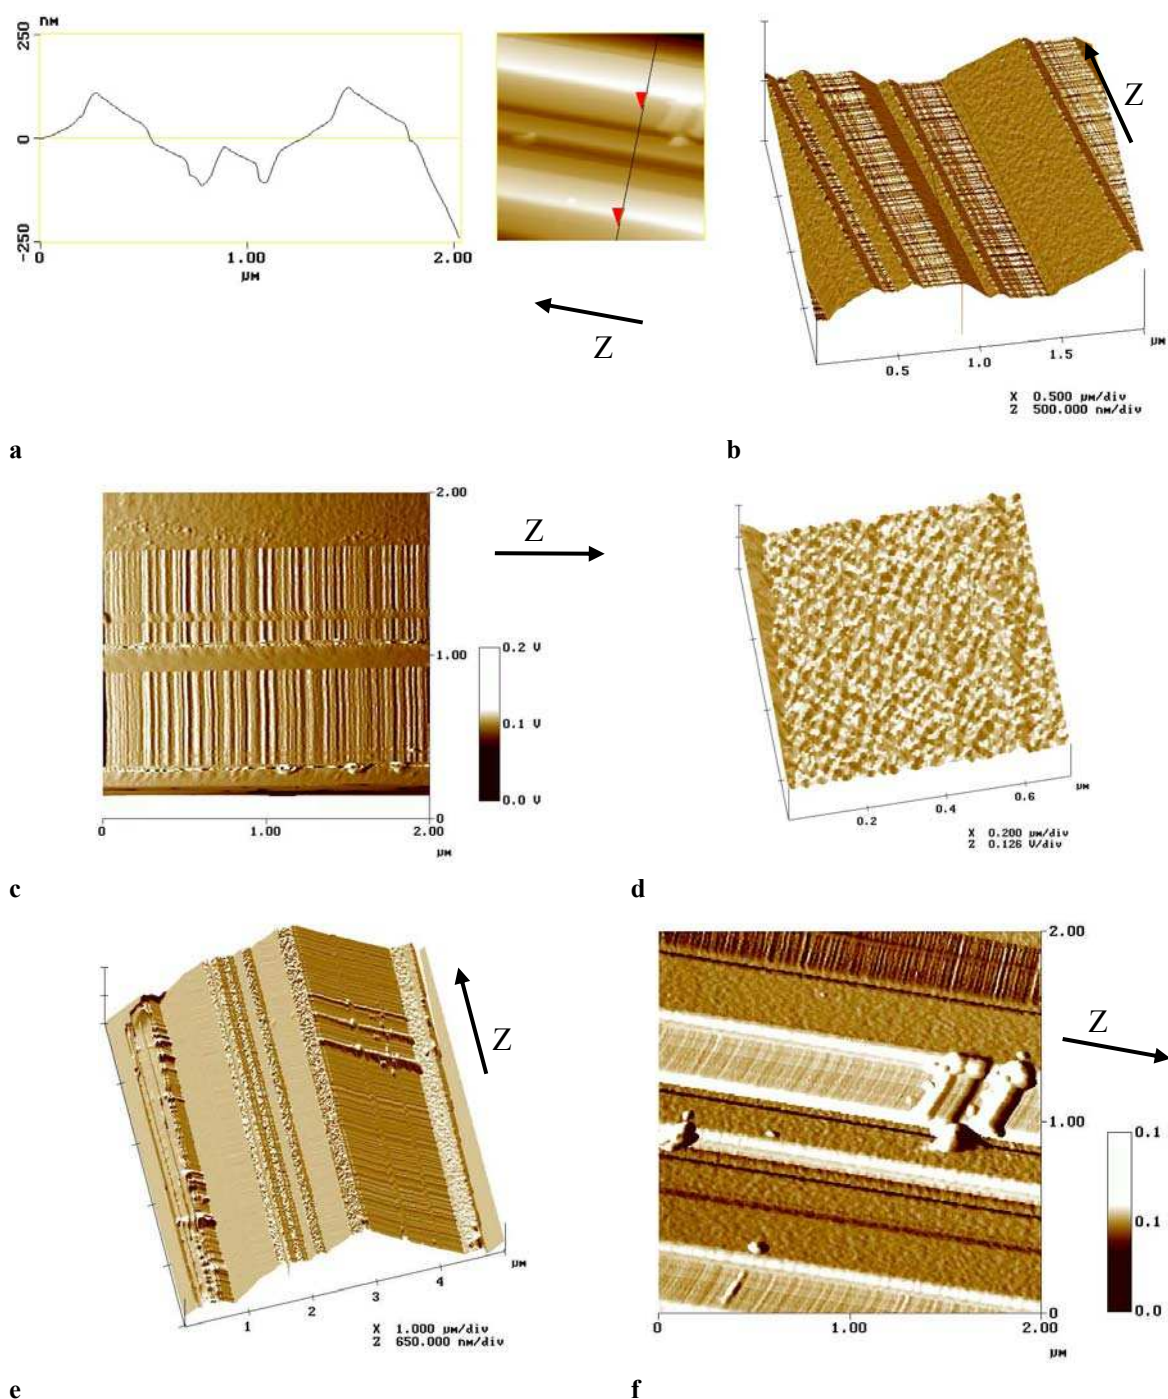 nm
250
0
-250
0
1.00
2.00
µm
Z
a
Z
0.5
1.0
1.5
µm
X 0.500 µm/div
Z 500.000 nm/div
b
2.00
1.00
0
0
1.00
2.00
µm
0.2 V
0.1 V
0.0 V
Z
c
0.2
0.4
0.6
µm
X 0.200 µm/div
Z 0.126 V/div
d
Z
1
2
3
4
µm
X 1.000 µm/div
Z 650.000 nm/div
e
2.00
1.00
0
0
1.00
2.00
µm
Z
0.1
0.1
0.0
f